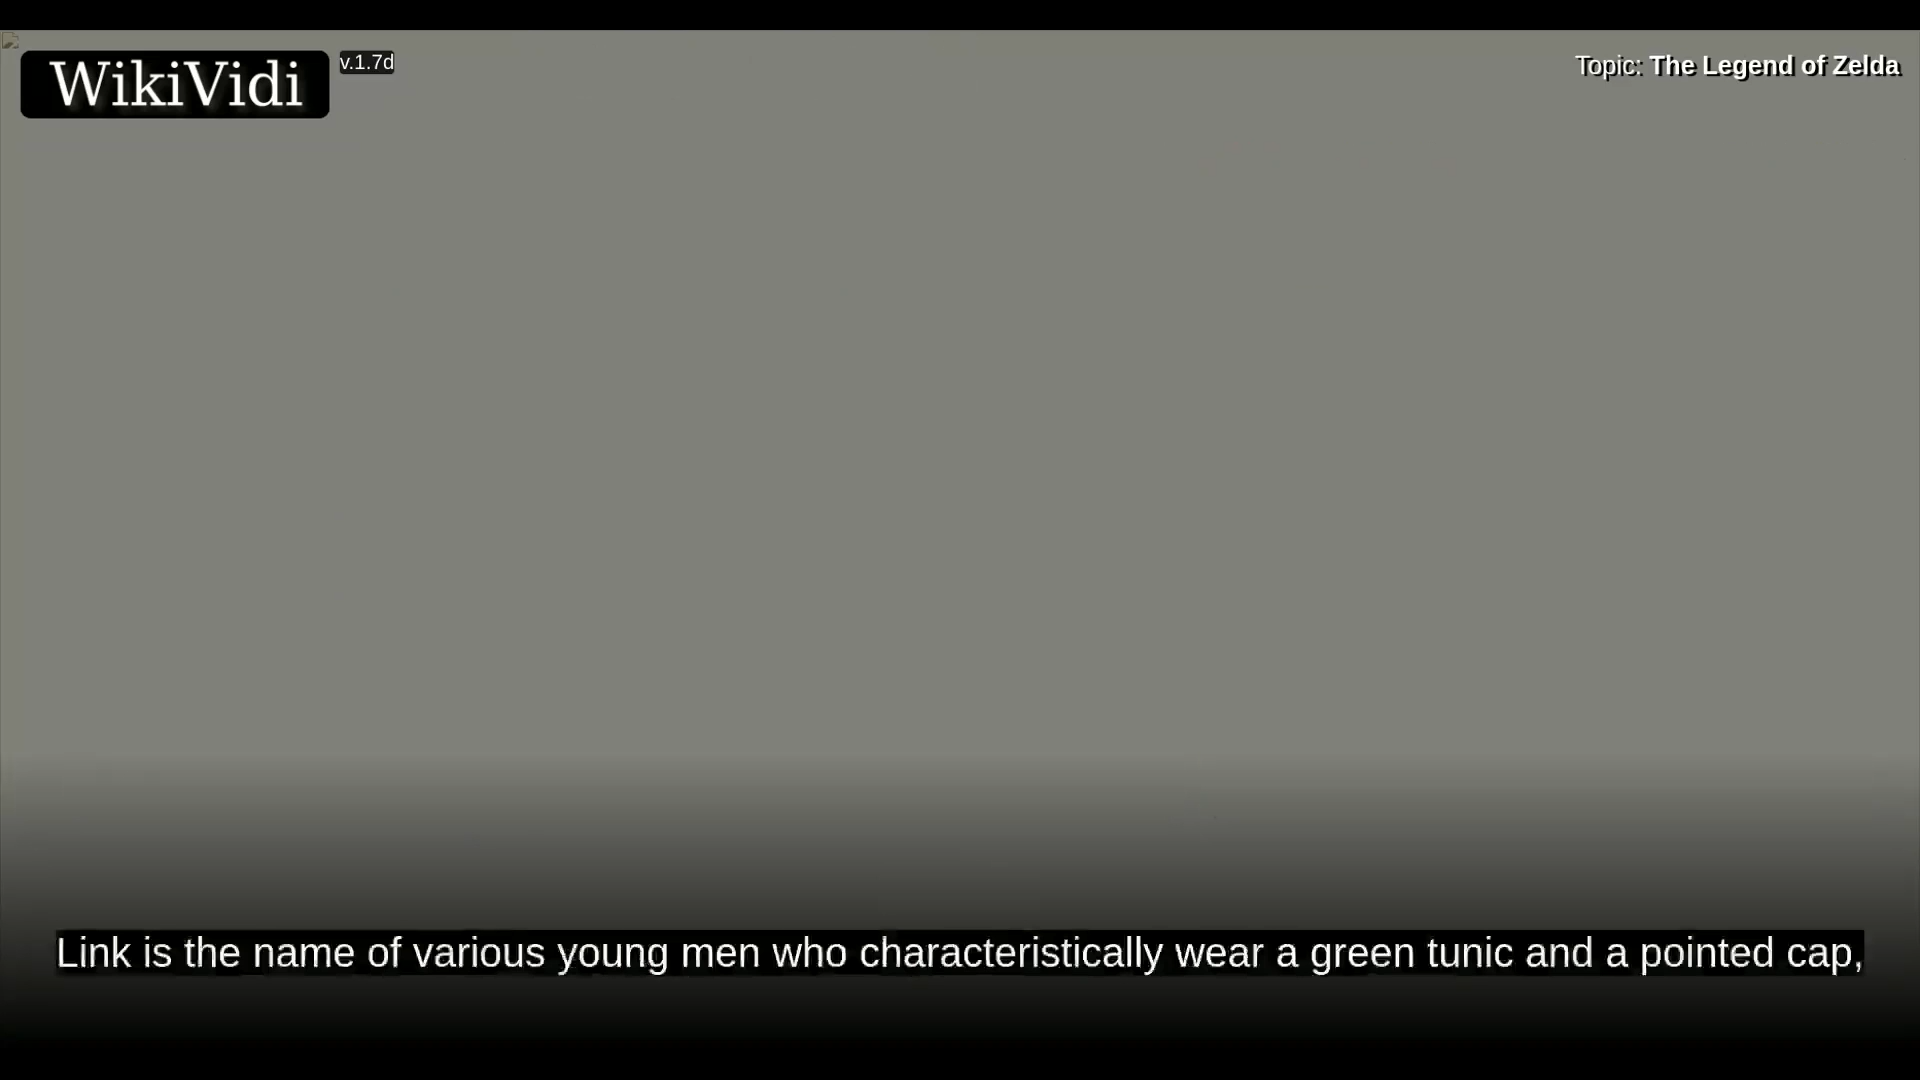 WikiVidi
v.1.7d
Topic: The Legend of Zelda
Link is the name of various young men who characteristically wear a green tunic and a pointed cap,